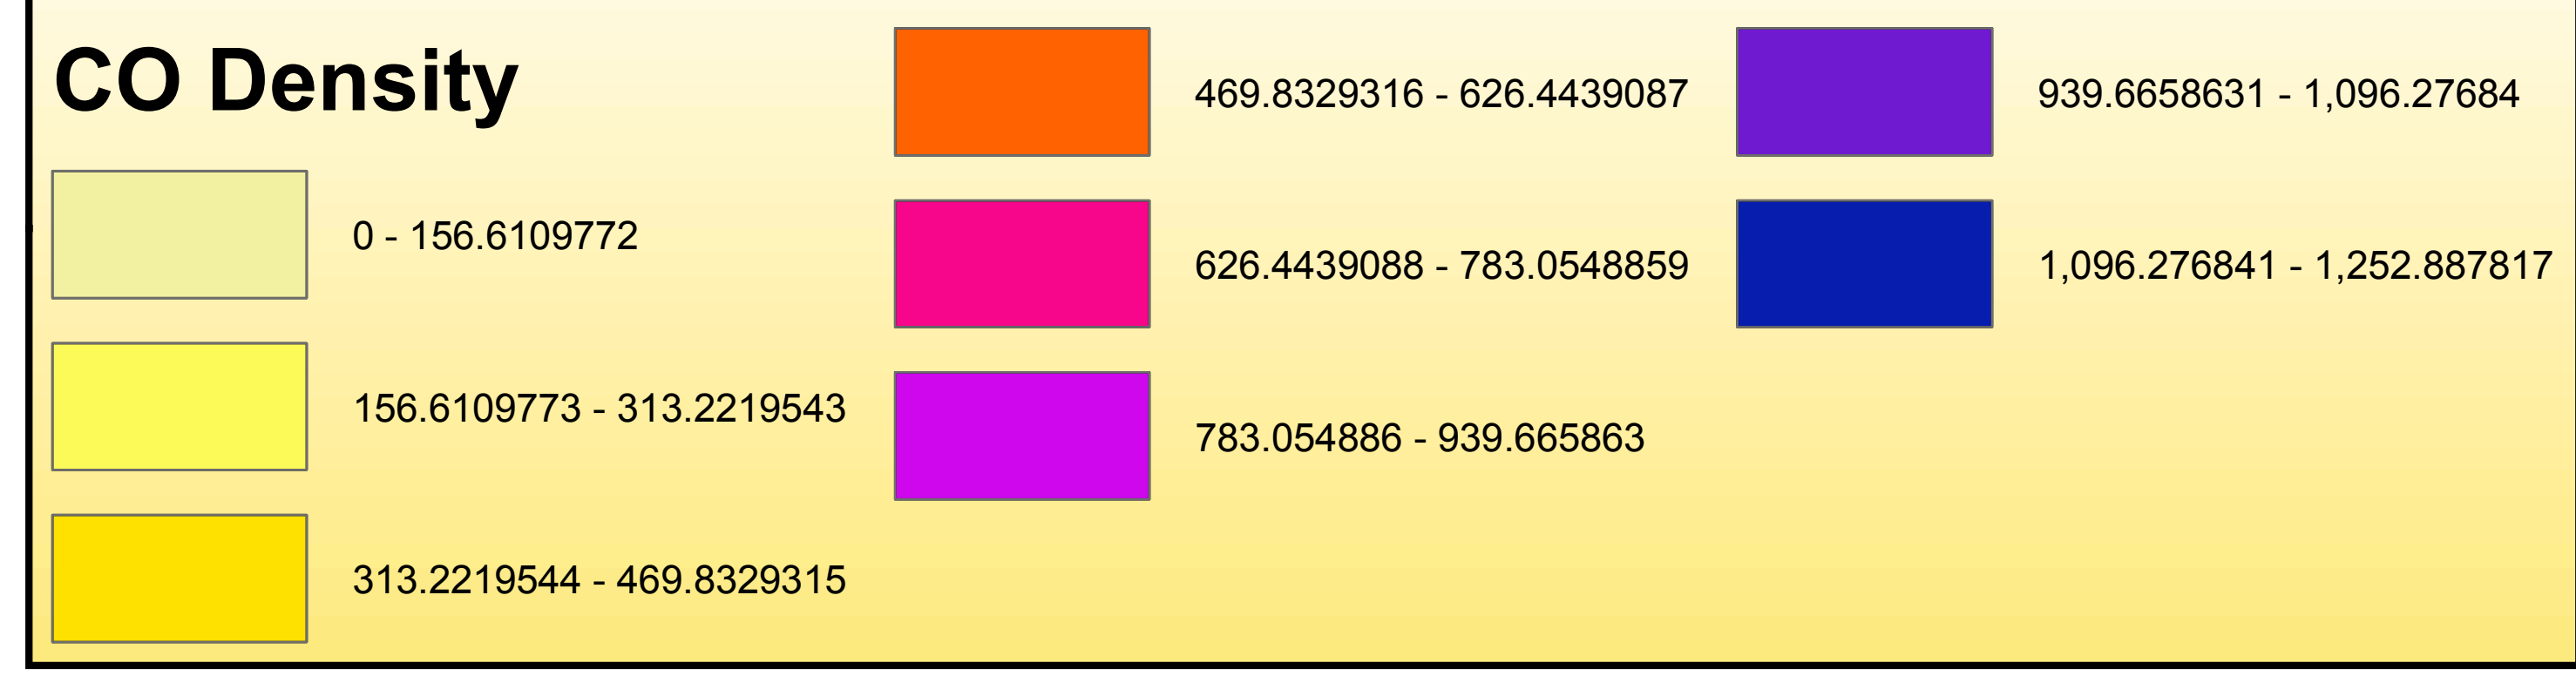 CO Density
0 - 156.6109772
156.6109773 - 313.2219543
313.2219544 - 469.8329315
469.8329316 - 626.4439087
626.4439088 - 783.0548859
783.054886 - 939.665863
939.6658631 - 1,096.27684
1,096.276841 - 1,252.887817